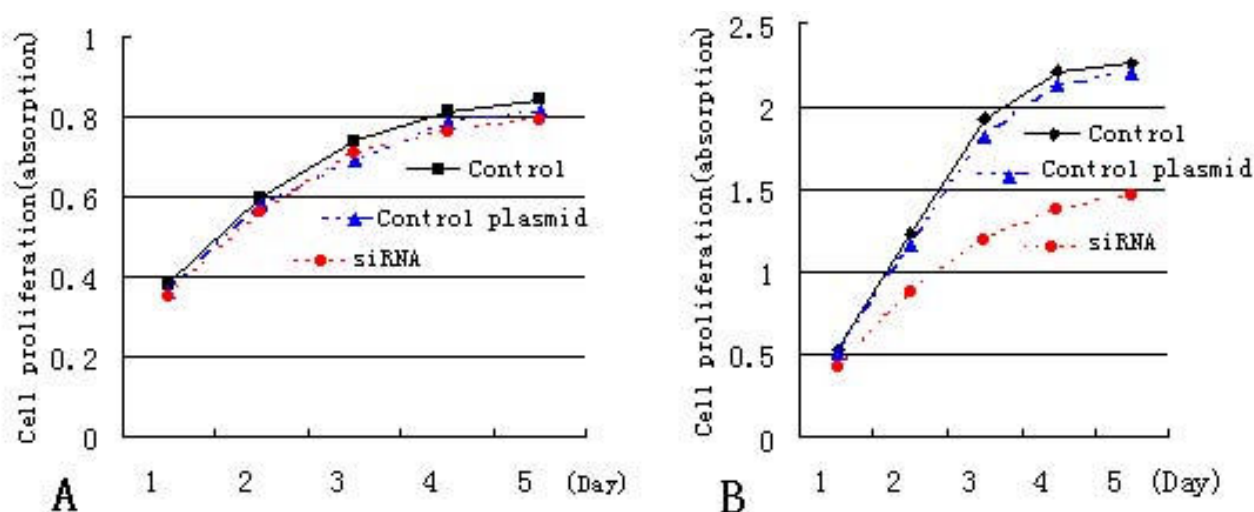 Cell proliferation(absorption)
1
0.8
0.6
0.4
0.2
0
Control
Control plasmid
siRNA
1 2 3 4 5 (Day)
A
Cell proliferation(absorption)
2.5
2
1.5
1
0.5
0
Control
Control plasmid
siRNA
1 2 3 4 5 (Day)
B